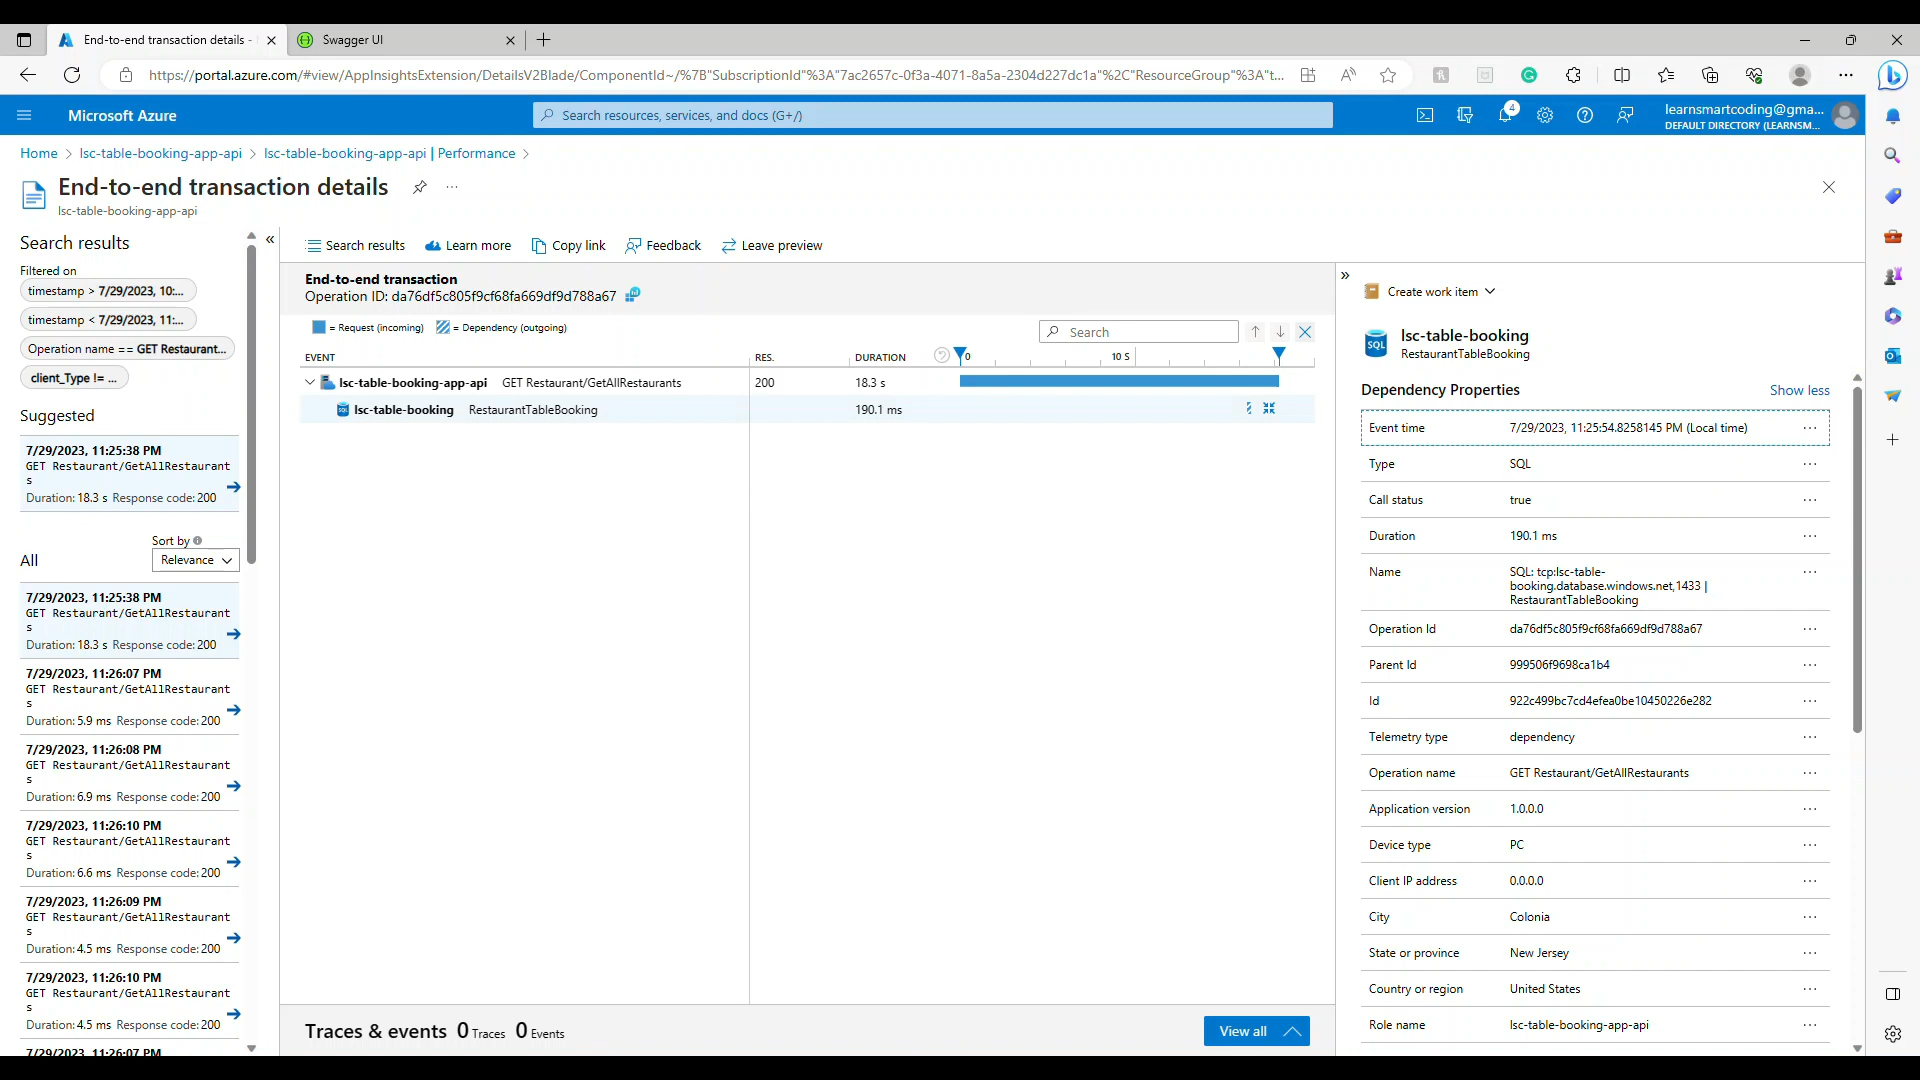 End-to-end transaction details -
Swagger UI
https://portal.azure.com/#view/AppInsightsExtension/DetailsV2Blade/ComponentId~/%7B"SubscriptionId"%3A"7ac2657c-0f3a-4071-8a5a-2304d227dc1a"%2C"ResourceGroup"%3A"t...
Microsoft Azure
Search resources, services, and docs (G+/)
4
learnsmartcoding@gma...
DEFAULT DIRECTORY (LEARNSM...
Home > lsc-table-booking-app-api > lsc-table-booking-app-api | Performance >
End-to-end transaction details
...
lsc-table-booking-app-api
Search results
Filtered on
timestamp > 7/29/2023, 10:...
timestamp < 7/29/2023, 11:...
Operation name == GET Restaurant...
client_Type != ...
Suggested
7/29/2023, 11:25:38 PM
GET Restaurant/GetAllRestaurant
s
Duration: 18.3 s Response code: 200
Sort by
All
Relevance
7/29/2023, 11:25:38 PM
GET Restaurant/GetAllRestaurant
s
Duration: 18.3 s Response code: 200
7/29/2023, 11:26:07 PM
GET Restaurant/GetAllRestaurant
s
Duration: 5.9 ms Response code: 200
7/29/2023, 11:26:08 PM
GET Restaurant/GetAllRestaurant
s
Duration: 6.9 ms Response code: 200
7/29/2023, 11:26:10 PM
GET Restaurant/GetAllRestaurant
s
Duration: 6.6 ms Response code: 200
7/29/2023, 11:26:09 PM
GET Restaurant/GetAllRestaurant
s
Duration: 4.5 ms Response code: 200
7/29/2023, 11:26:10 PM
GET Restaurant/GetAllRestaurant
s
Duration: 4.5 ms Response code: 200
7/29/2023, 11:26:07 PM
Search results Learn more Copy link Feedback Leave preview
End-to-end transaction
Operation ID: da76df5c805f9cf68fa669df9d788a67
= Request (incoming) = Dependency (outgoing)
Search
EVENT RES. DURATION 0 10 S
lsc-table-booking-app-api GET Restaurant/GetAllRestaurants 200 18.3 s
lsc-table-booking RestaurantTableBooking 190.1 ms
Traces & events 0 Traces 0 Events
View all
Create work item
SQL
lsc-table-booking
RestaurantTableBooking
Dependency Properties
Show less
Event time 7/29/2023, 11:25:54.8258145 PM (Local time) ...
Type SQL ...
Call status true ...
Duration 190.1 ms ...
Name SQL: tcp:lsc-table-
booking.database.windows.net,1433 |
RestaurantTableBooking ...
Operation Id da76df5c805f9cf68fa669df9d788a67 ...
Parent Id 999506f9698ca1b4 ...
Id 922c499bc7cd4efea0be10450226e282 ...
Telemetry type dependency ...
Operation name GET Restaurant/GetAllRestaurants ...
Application version 1.0.0.0 ...
Device type PC ...
Client IP address 0.0.0.0 ...
City Colonia ...
State or province New Jersey ...
Country or region United States ...
Role name lsc-table-booking-app-api ...